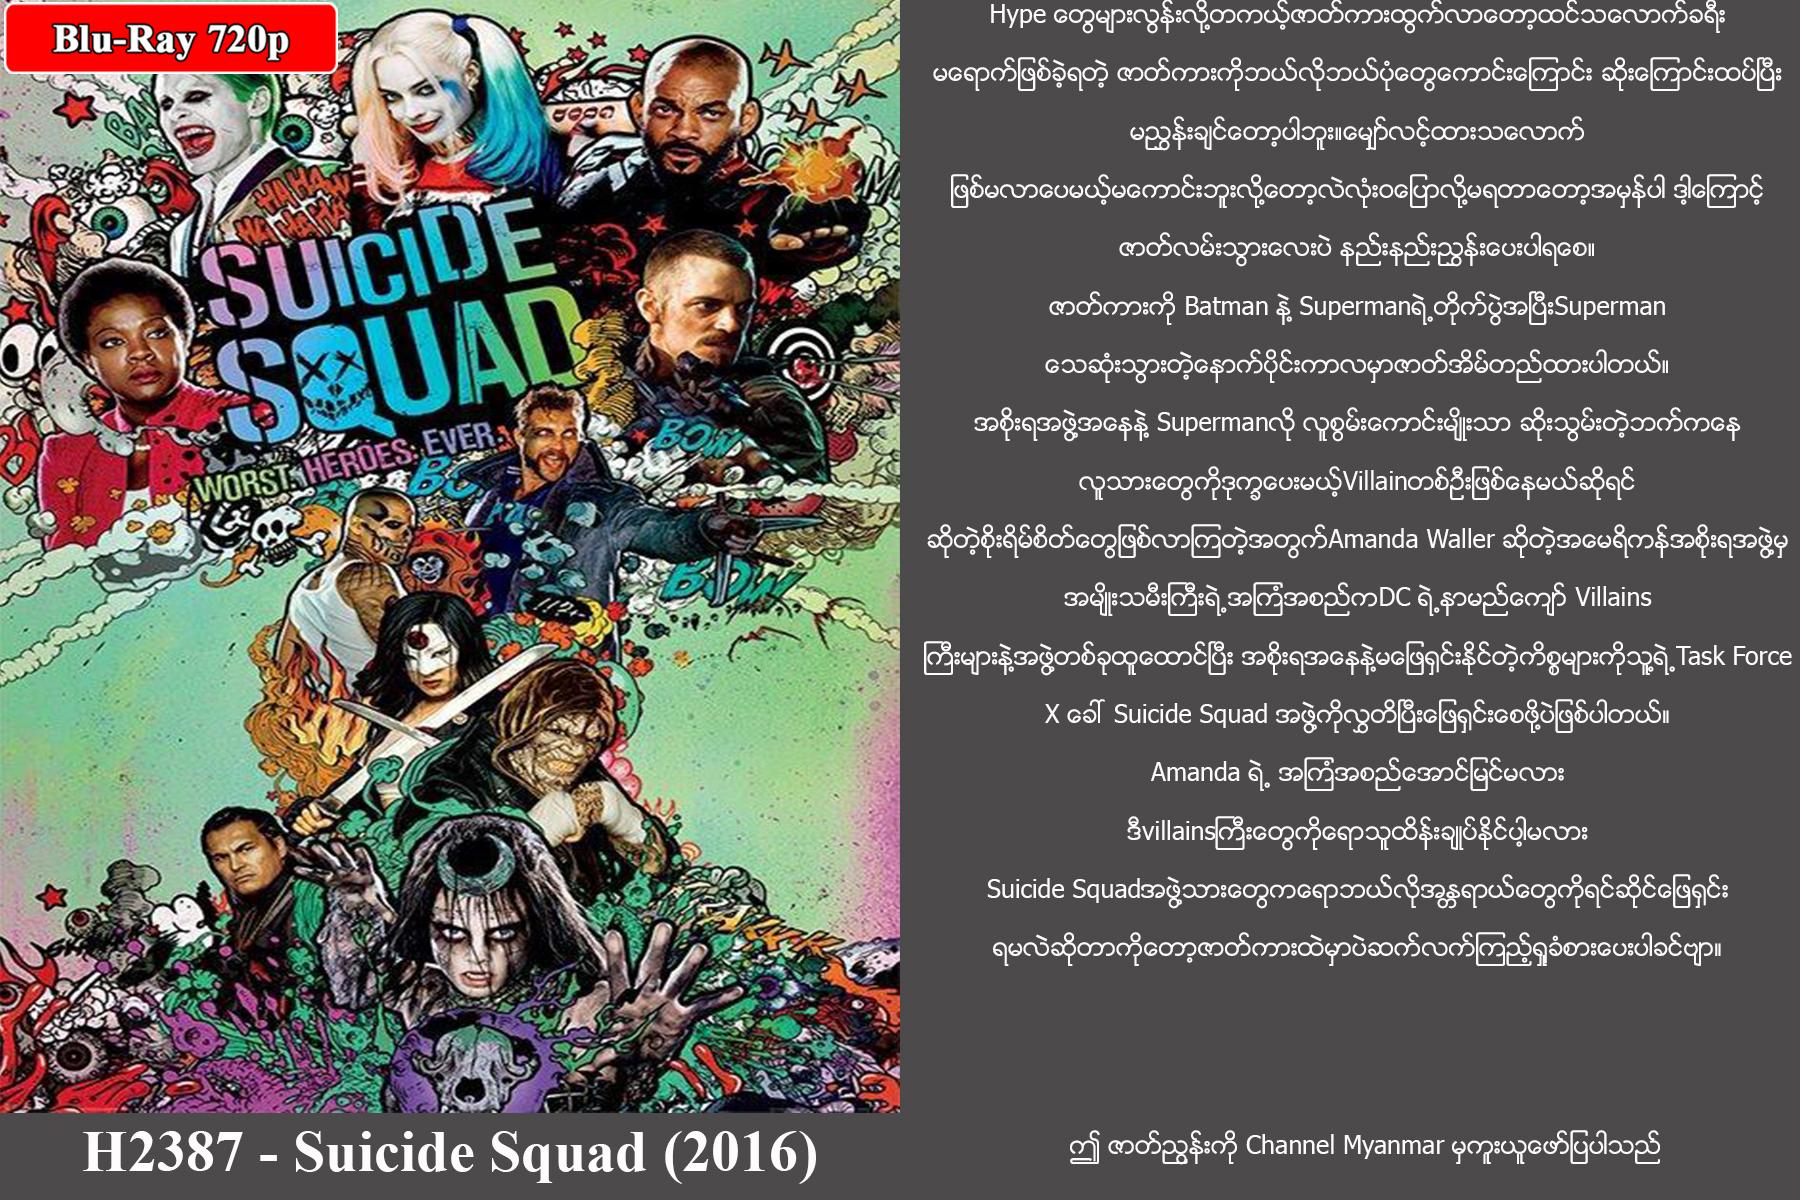 Blu-Ray 720p
HA HA HA
SUICIDE
SQUAD
WORST. HEROES. EVER.
BOW
BOW
H2387 - Suicide Squad (2016)
Hype တွေများလွန်းလို့တကယ့်ဇာတ်ကားထွက်လာတော့ထင်သလောက်ခရီး
မရောက်ဖြစ်ခဲ့ရတဲ့ ဇာတ်ကားကိုဘယ်လိုဘယ်ပုံတွေကောင်းကြောင်း ဆိုးကြောင်းထပ်ပြီး
မညွှန်းချင်တော့ပါဘူး။မျှော်လင့်ထားသလောက်
ဖြစ်မလာပေမယ့်မကောင်းဘူးလို့တော့လဲလုံးဝပြောလို့မရတာတော့အမှန်ပါ ဒါ့ကြောင့်
ဇာတ်လမ်းသွားလေးပဲ နည်းနည်းညွှန်းပေးပါရစေ။
ဇာတ်ကားကို Batman နဲ့ Supermanရဲ့တိုက်ပွဲအပြီးSuperman
သေဆုံးသွားတဲ့နောက်ပိုင်းကာလမှာဇာတ်အိမ်တည်ထားပါတယ်။
အစိုးရအဖွဲ့အနေနဲ့ Supermanလို လူစွမ်းကောင်းမျိုးသာ ဆိုးသွမ်းတဲ့ဘက်ကနေ
လူသားတွေကိုဒုက္ခပေးမယ့်Villainတစ်ဦးဖြစ်နေမယ်ဆိုရင်
ဆိုတဲ့စိုးရိမ်စိတ်တွေဖြစ်လာကြတဲ့အတွက်Amanda Waller ဆိုတဲ့အမေရိကန်အစိုးရအဖွဲ့မှ
အမျိုးသမီးကြီးရဲ့အကြံအစည်ကDC ရဲ့နာမည်ကျော် Villains
ကြီးများနဲ့အဖွဲ့တစ်ခုထူထောင်ပြီး အစိုးရအနေနဲ့မဖြေရှင်းနိုင်တဲ့ကိစ္စများကိုသူ့ရဲ့Task Force
X ခေါ် Suicide Squad အဖွဲ့ကိုလွှတ်ပြီးဖြေရှင်းစေဖို့ပဲဖြစ်ပါတယ်။
Amanda ရဲ့ အကြံအစည်အောင်မြင်မလား
ဒီvillainsကြီးတွေကိုရောသူထိန်းချုပ်နိုင်ပါ့မလား
Suicide Squadအဖွဲ့သားတွေကရောဘယ်လိုအန္တရာယ်တွေကိုရင်ဆိုင်ဖြေရှင်း
ရမလဲဆိုတာကိုတော့ဇာတ်ကားထဲမှာပဲဆက်လက်ကြည့်ရှုခံစားပေးပါခင်ဗျာ။
ဤ ဇာတ်ညွှန်းကို Channel Myanmar မှကူးယူဖော်ပြပါသည်